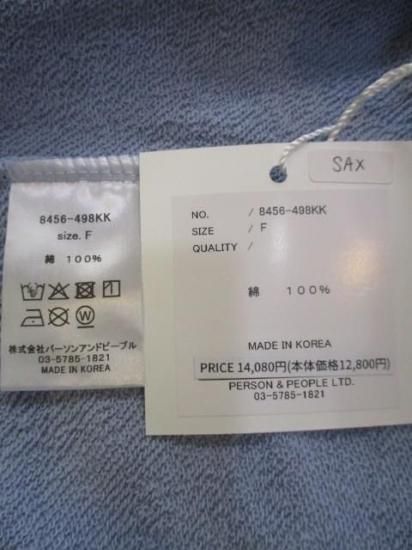 8456-498KK
size. F
綿 100%
株式会社パーソンアンドピープル
03-5785-1821
MADE IN KOREA
SAX
NO. / 8456-498KK
SIZE / F
QUALITY /
綿 100%
MADE IN KOREA
PRICE 14,080円(本体価格12,800円)
PERSON & PEOPLE LTD.
03-5785-1821